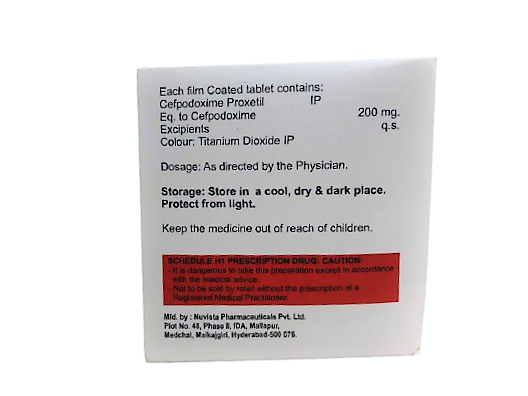 Each film Coated tablet contains:
Cefpodoxime Proxetil IP
Eq. to Cefpodoxime 200 mg.
Excipients q.s.
Colour: Titanium Dioxide IP
Dosage: As directed by the Physician.
Storage: Store in a cool, dry & dark place.
Protect from light.
Keep the medicine out of reach of children.
SCHEDULE H1 PRESCRIPTION DRUG: CAUTION:
- It is dangerous to take this preparation except in accordance
with the medical advice.
- Not to be sold by retail without the prescription of a
Registered Medical Practitioner.
Mfd. by : Nuvista Pharmaceuticals Pvt. Ltd.
Plot No. 48, Phase II, IDA, Mallapur,
Medchal, Malkajgiri, Hyderabad-500 076.